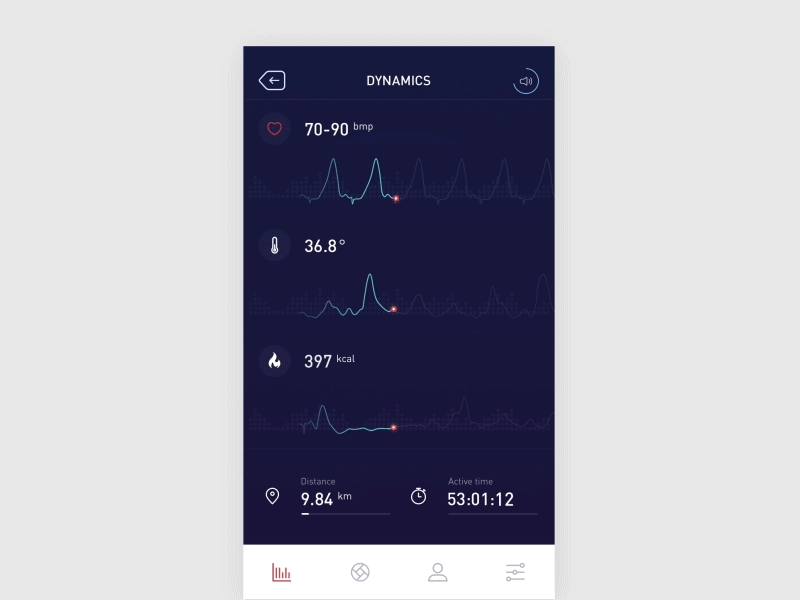 DYNAMICS
70-90 bmp
36.8°
397 kcal
Distance
9.84 km
Active time
53:01:12